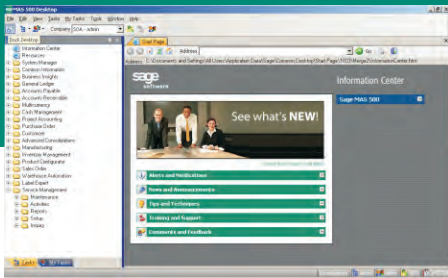 MAS 500 Desktop
File Edit View Tasks My Tasks Tools Window Help
Company SOA - admin
Task Desktop
Start Page
Information Center
Resources
System Manager
Common Information
Business Insights
General Ledger
Accounts Payable
Accounts Receivable
Multicurrency
Cash Management
Project Accounting
Purchase Order
Customizer
Advanced Consolidations
Manufacturing
Inventory Management
Product Configurator
Sales Order
Warehouse Automation
Label Expert
Service Management
Maintenance
Activities
Reports
Setup
Address
Go
sage
software
Information Center
Sage MAS 500
See what's NEW!
Alerts and Notifications
News and Announcements
Tips and Techniques
Training and Support
Comments and Feedback
Tasks My Tasks